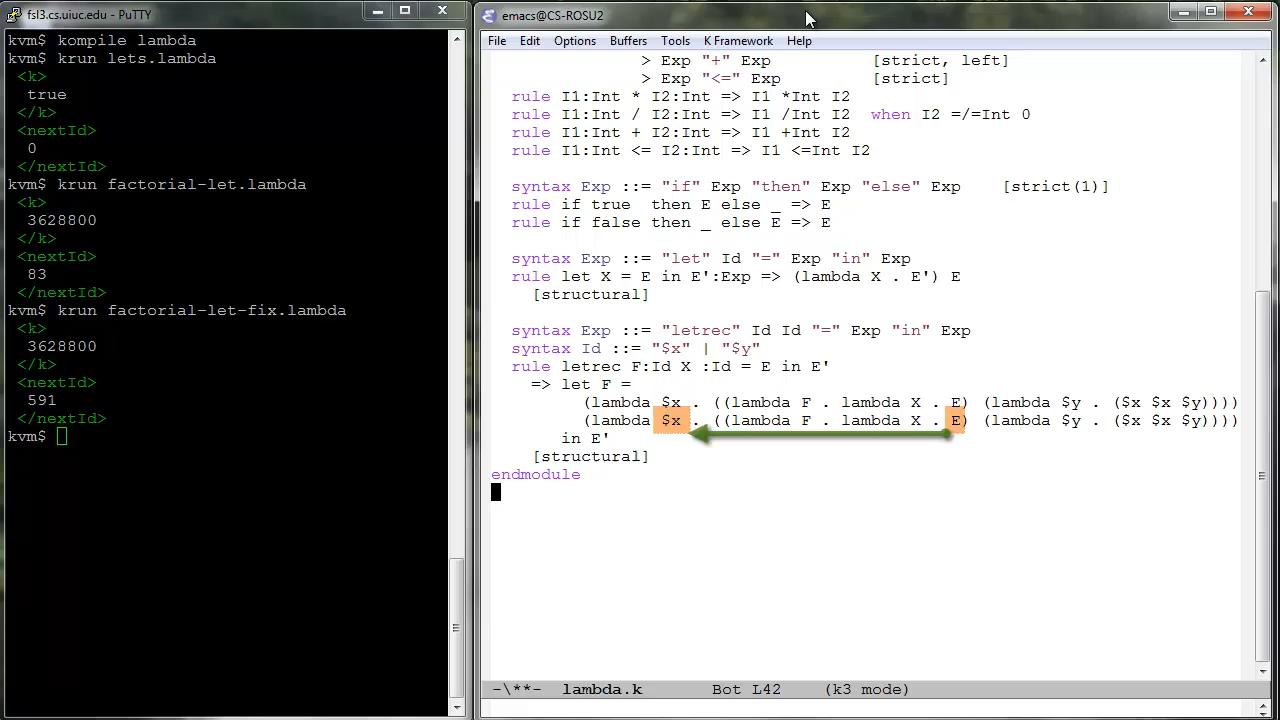 fsl3.cs.uiuc.edu - PuTTY
kvm$ kompile lambda
kvm$ krun lets.lambda
<k>
true
</k>
<nextId>
0
</nextId>
kvm$ krun factorial-let.lambda
<k>
3628800
</k>
<nextId>
83
</nextId>
kvm$ krun factorial-let-fix.lambda
<k>
3628800
</k>
<nextId>
591
</nextId>
kvm$
emacs@CS-ROSU2
File Edit Options Buffers Tools K Framework Help
> Exp "+" Exp [strict, left]
> Exp "<=" Exp [strict]
rule I1:Int * I2:Int => I1 *Int I2
rule I1:Int / I2:Int => I1 /Int I2 when I2 =/=Int 0
rule I1:Int + I2:Int => I1 +Int I2
rule I1:Int <= I2:Int => I1 <=Int I2
syntax Exp ::= "if" Exp "then" Exp "else" Exp [strict(1)]
rule if true then E else _ => E
rule if false then _ else E => E
syntax Exp ::= "let" Id "=" Exp "in" Exp
rule let X = E in E':Exp => (lambda X . E') E
[structural]
syntax Exp ::= "letrec" Id Id "=" Exp "in" Exp
syntax Id ::= "$x" | "$y"
rule letrec F:Id X :Id = E in E'
=> let F =
(lambda $x . ((lambda F . lambda X . E) (lambda $y . ($x $x $y))))
(lambda $x . ((lambda F . lambda X . E) (lambda $y . ($x $x $y))))
in E'
[structural]
endmodule
-\**- lambda.k Bot L42 (k3 mode)